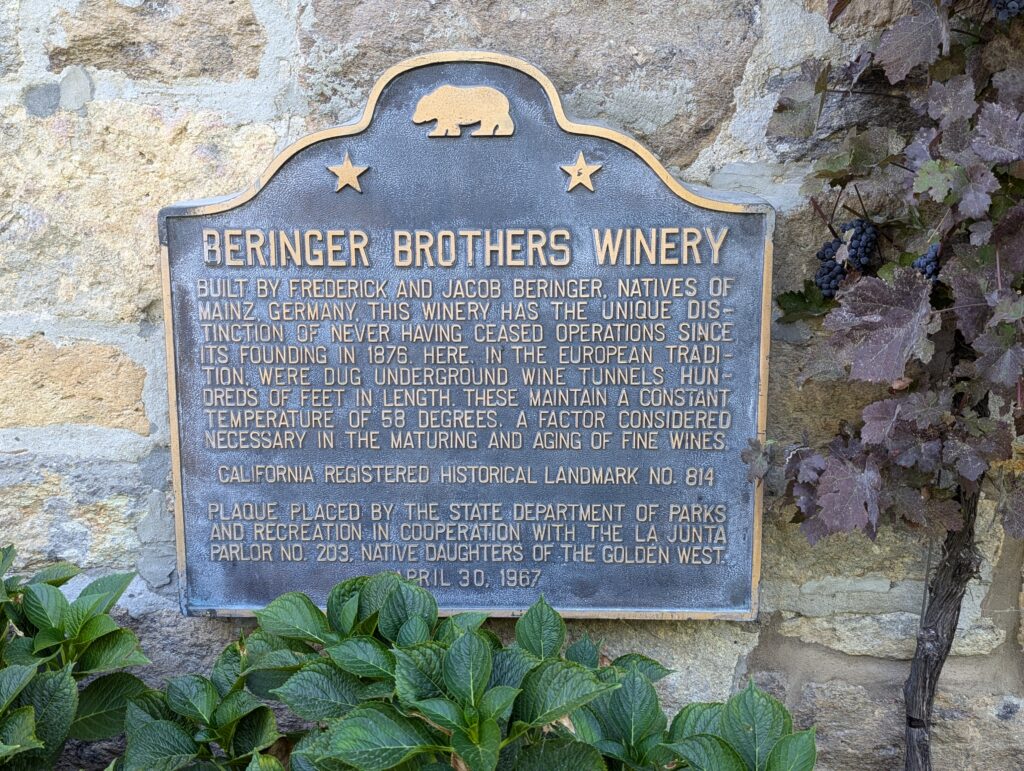 BERINGER BROTHERS WINERY
BUILT BY FREDERICK AND JACOB BERINGER, NATIVES OF
MAINZ, GERMANY, THIS WINERY HAS THE UNIQUE DIS-
TINCTION OF NEVER HAVING CEASED OPERATIONS SINCE
ITS FOUNDING IN 1876. HERE, IN THE EUROPEAN TRADI-
TION, WERE DUG UNDERGROUND WINE TUNNELS HUN-
DREDS OF FEET IN LENGTH. THESE MAINTAIN A CONSTANT
TEMPERATURE OF 58 DEGREES, A FACTOR CONSIDERED
NECESSARY IN THE MATURING AND AGING OF FINE WINES.
CALIFORNIA REGISTERED HISTORICAL LANDMARK NO. 814
PLAQUE PLACED BY THE STATE DEPARTMENT OF PARKS
AND RECREATION IN COOPERATION WITH THE LA JUNTA
PARLOR NO. 203, NATIVE DAUGHTERS OF THE GOLDEN WEST.
APRIL 30, 1967